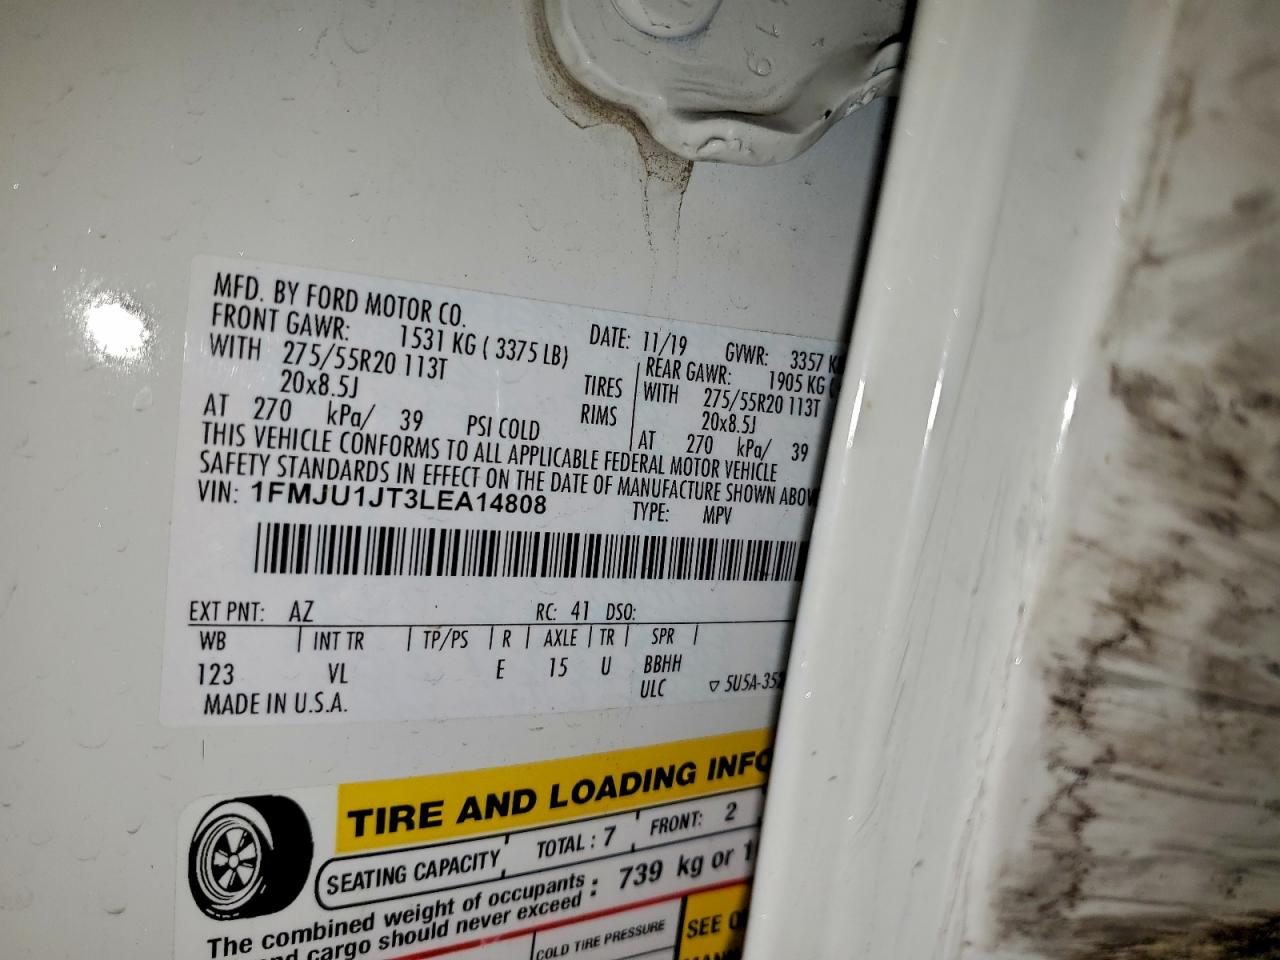 MFD. BY FORD MOTOR CO.
DATE: 11/19 GVWR: 3357
FRONT GAWR: 1531 KG ( 3375 LB) REAR GAWR: 1905 KG
WITH 275/55R20 113T TIRES WITH 275/55R20 113T
20x8.5J RIMS 20x8.5J
AT 270 kPa/ 39 PSI COLD AT 270 kPa/ 39
THIS VEHICLE CONFORMS TO ALL APPLICABLE FEDERAL MOTOR VEHICLE
SAFETY STANDARDS IN EFFECT ON THE DATE OF MANUFACTURE SHOWN
VIN: 1FMJU1JT3LEA14808 TYPE: MPV
EXT PNT: AZ RC: 41 DSO:
WB INT TR TP/PS R AXLE TR SPR
123 VL E 15 U BBHH
MADE IN U.S.A. ULC ▽ 5U5A-352
TIRE AND LOADING
SEATING CAPACITY TOTAL : 7 FRONT: 2
The combined weight of occupants : 739 kg or
cargo should never exceed
COLD TIRE PRESSURE SEE